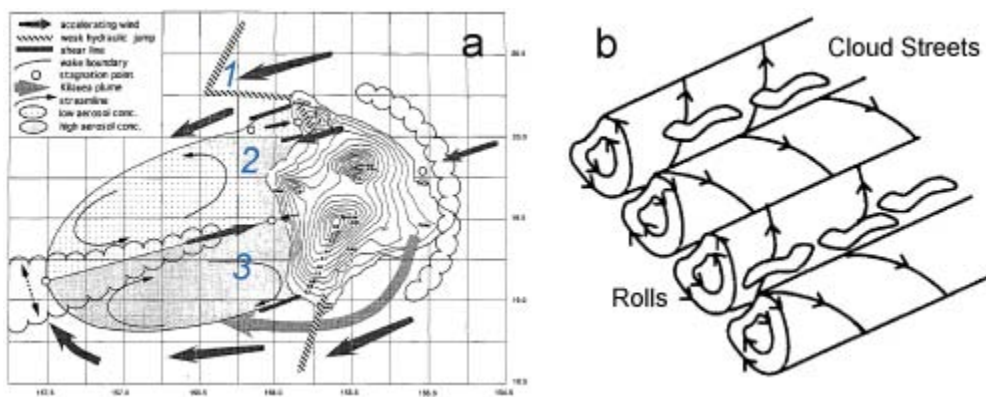 accelerating wind
weak hydraulic jump
shear line
wake boundary
stagnation point
Kilauea plume
streamline
low aerosol conc.
high aerosol conc.
a
1
2
3
b
Cloud Streets
Rolls